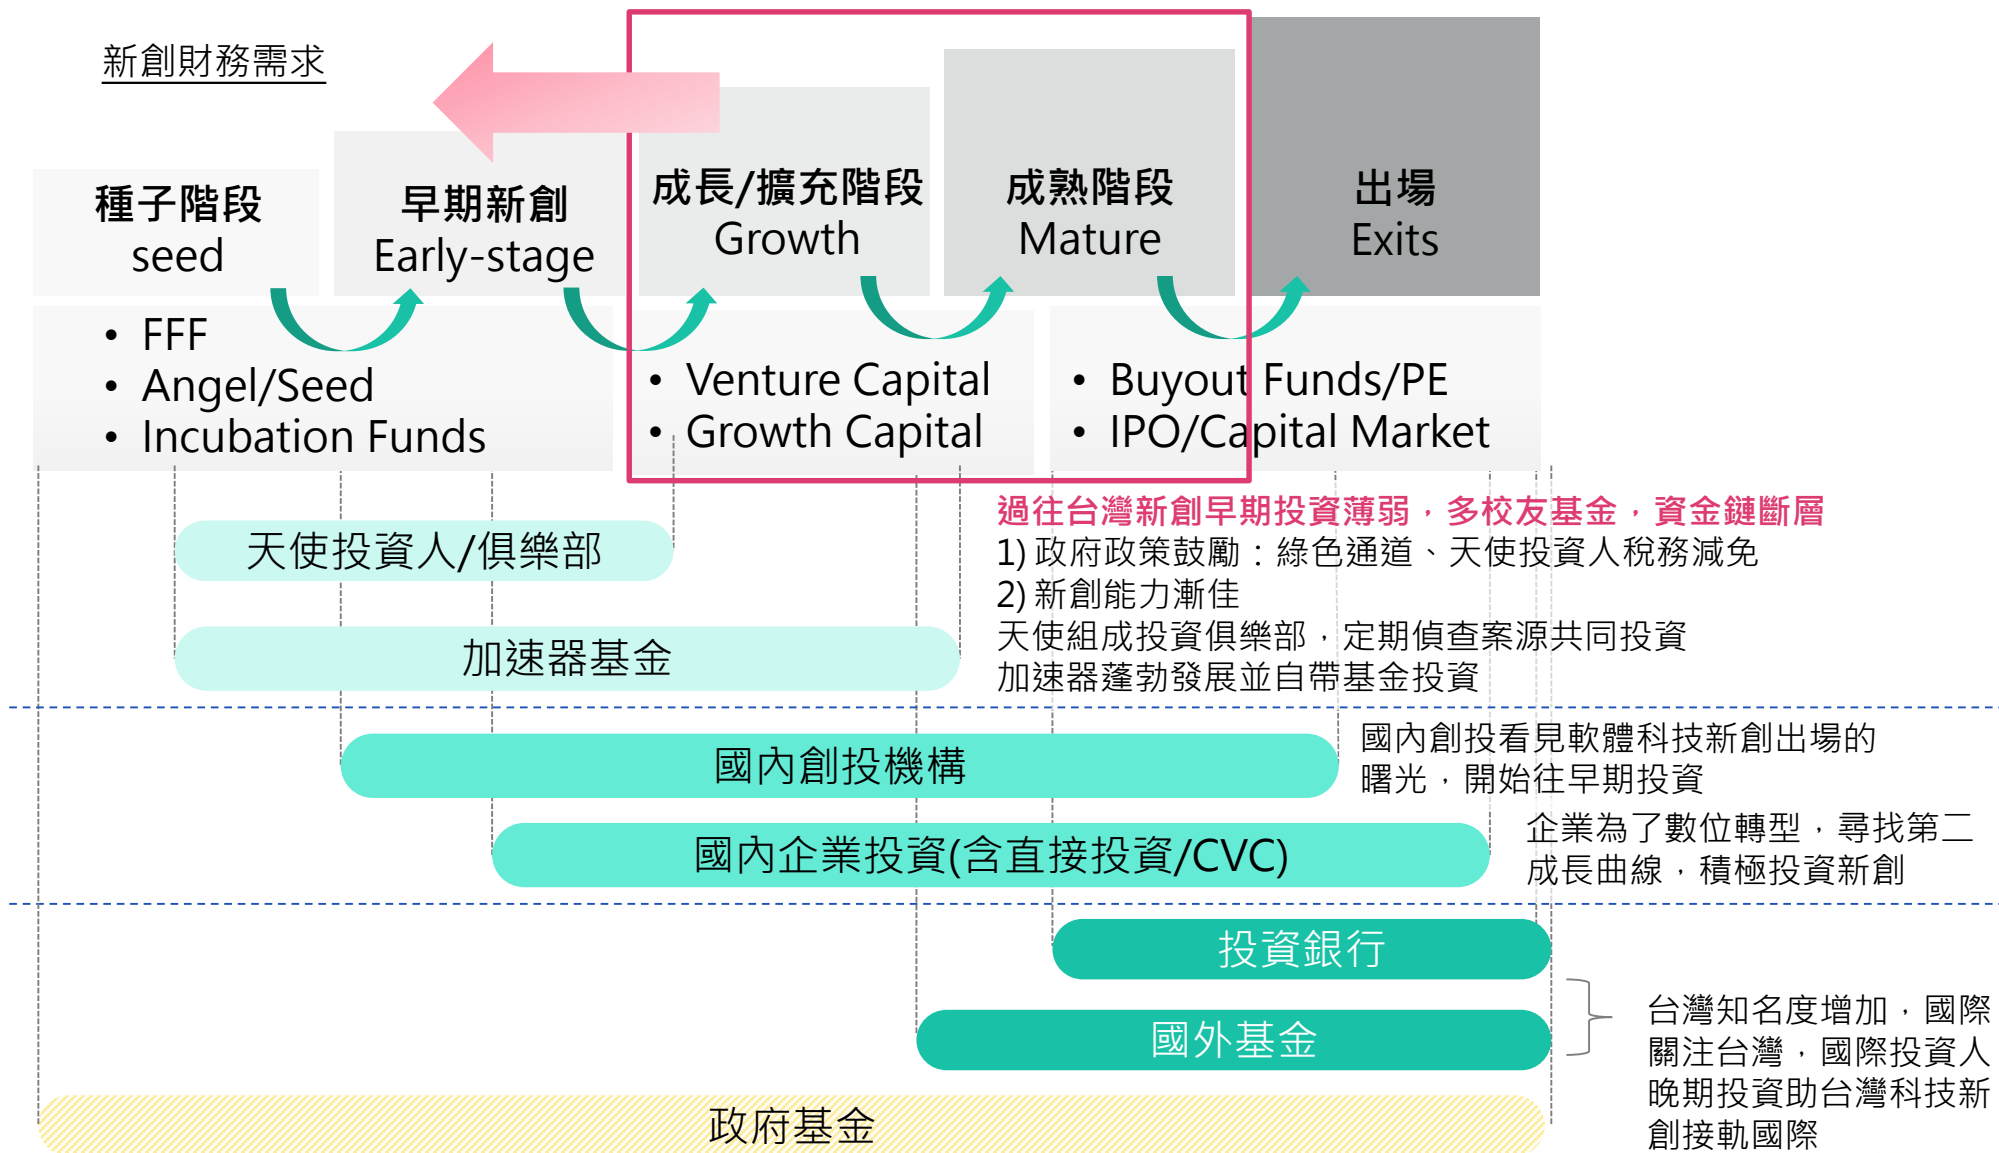 新創財務需求
種子階段
seed
早期新創
Early-stage
成長/擴充階段
Growth
成熟階段
Mature
出場
Exits
• FFF
• Angel/Seed
• Incubation Funds
• Venture Capital
• Growth Capital
• Buyout Funds/PE
• IPO/Capital Market
天使投資人/俱樂部
加速器基金
過往台灣新創早期投資薄弱，多校友基金，資金鏈斷層
1) 政府政策鼓勵：綠色通道、天使投資人稅務減免
2) 新創能力漸佳
天使組成投資俱樂部，定期偵查案源共同投資
加速器蓬勃發展並自帶基金投資
國內創投機構
國內創投看見軟體科技新創出場的
曙光，開始往早期投資
國內企業投資(含直接投資/CVC)
企業為了數位轉型，尋找第二
成長曲線，積極投資新創
投資銀行
國外基金
台灣知名度增加，國際
關注台灣，國際投資人
晚期投資助台灣科技新
創接軌國際
政府基金